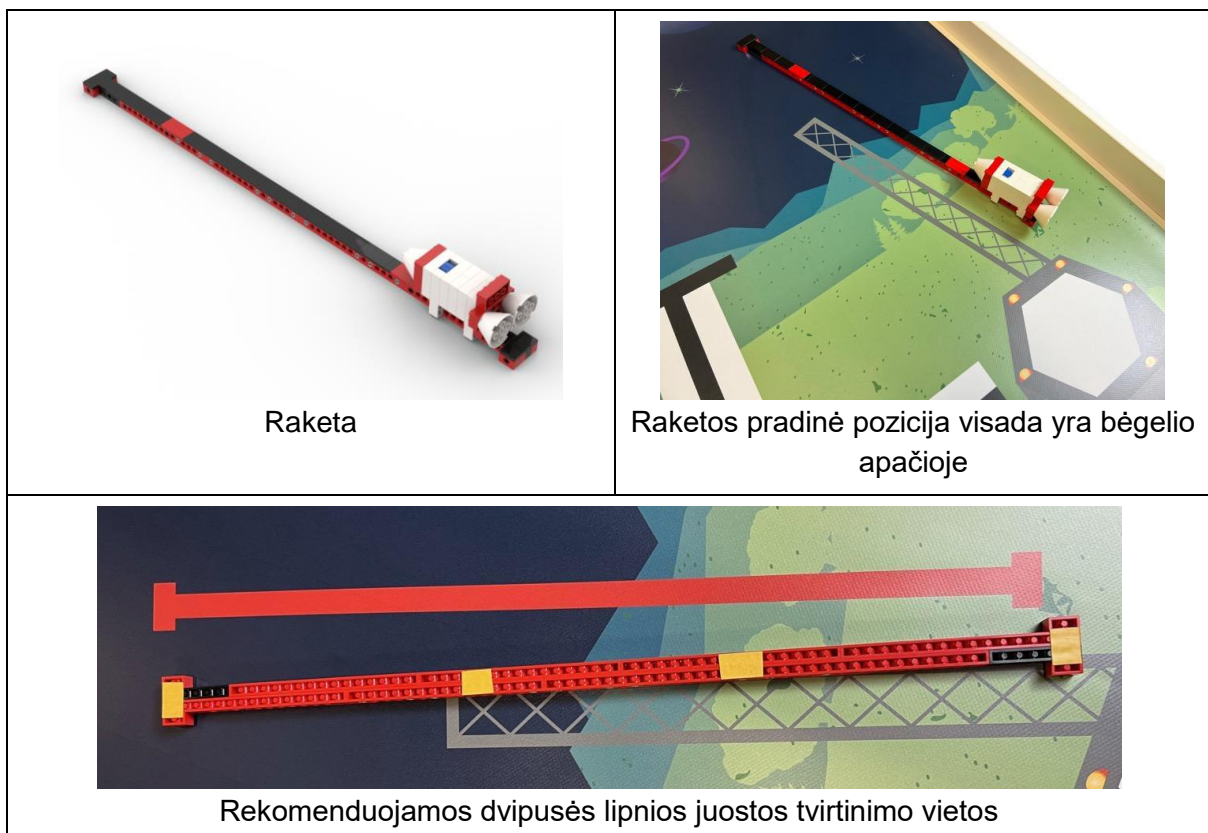 Raketa
Raketos pradinė pozicija visada yra bėgelio
apačioje
Rekomenduojamos dvipusės lipnios juostos tvirtinimo vietos